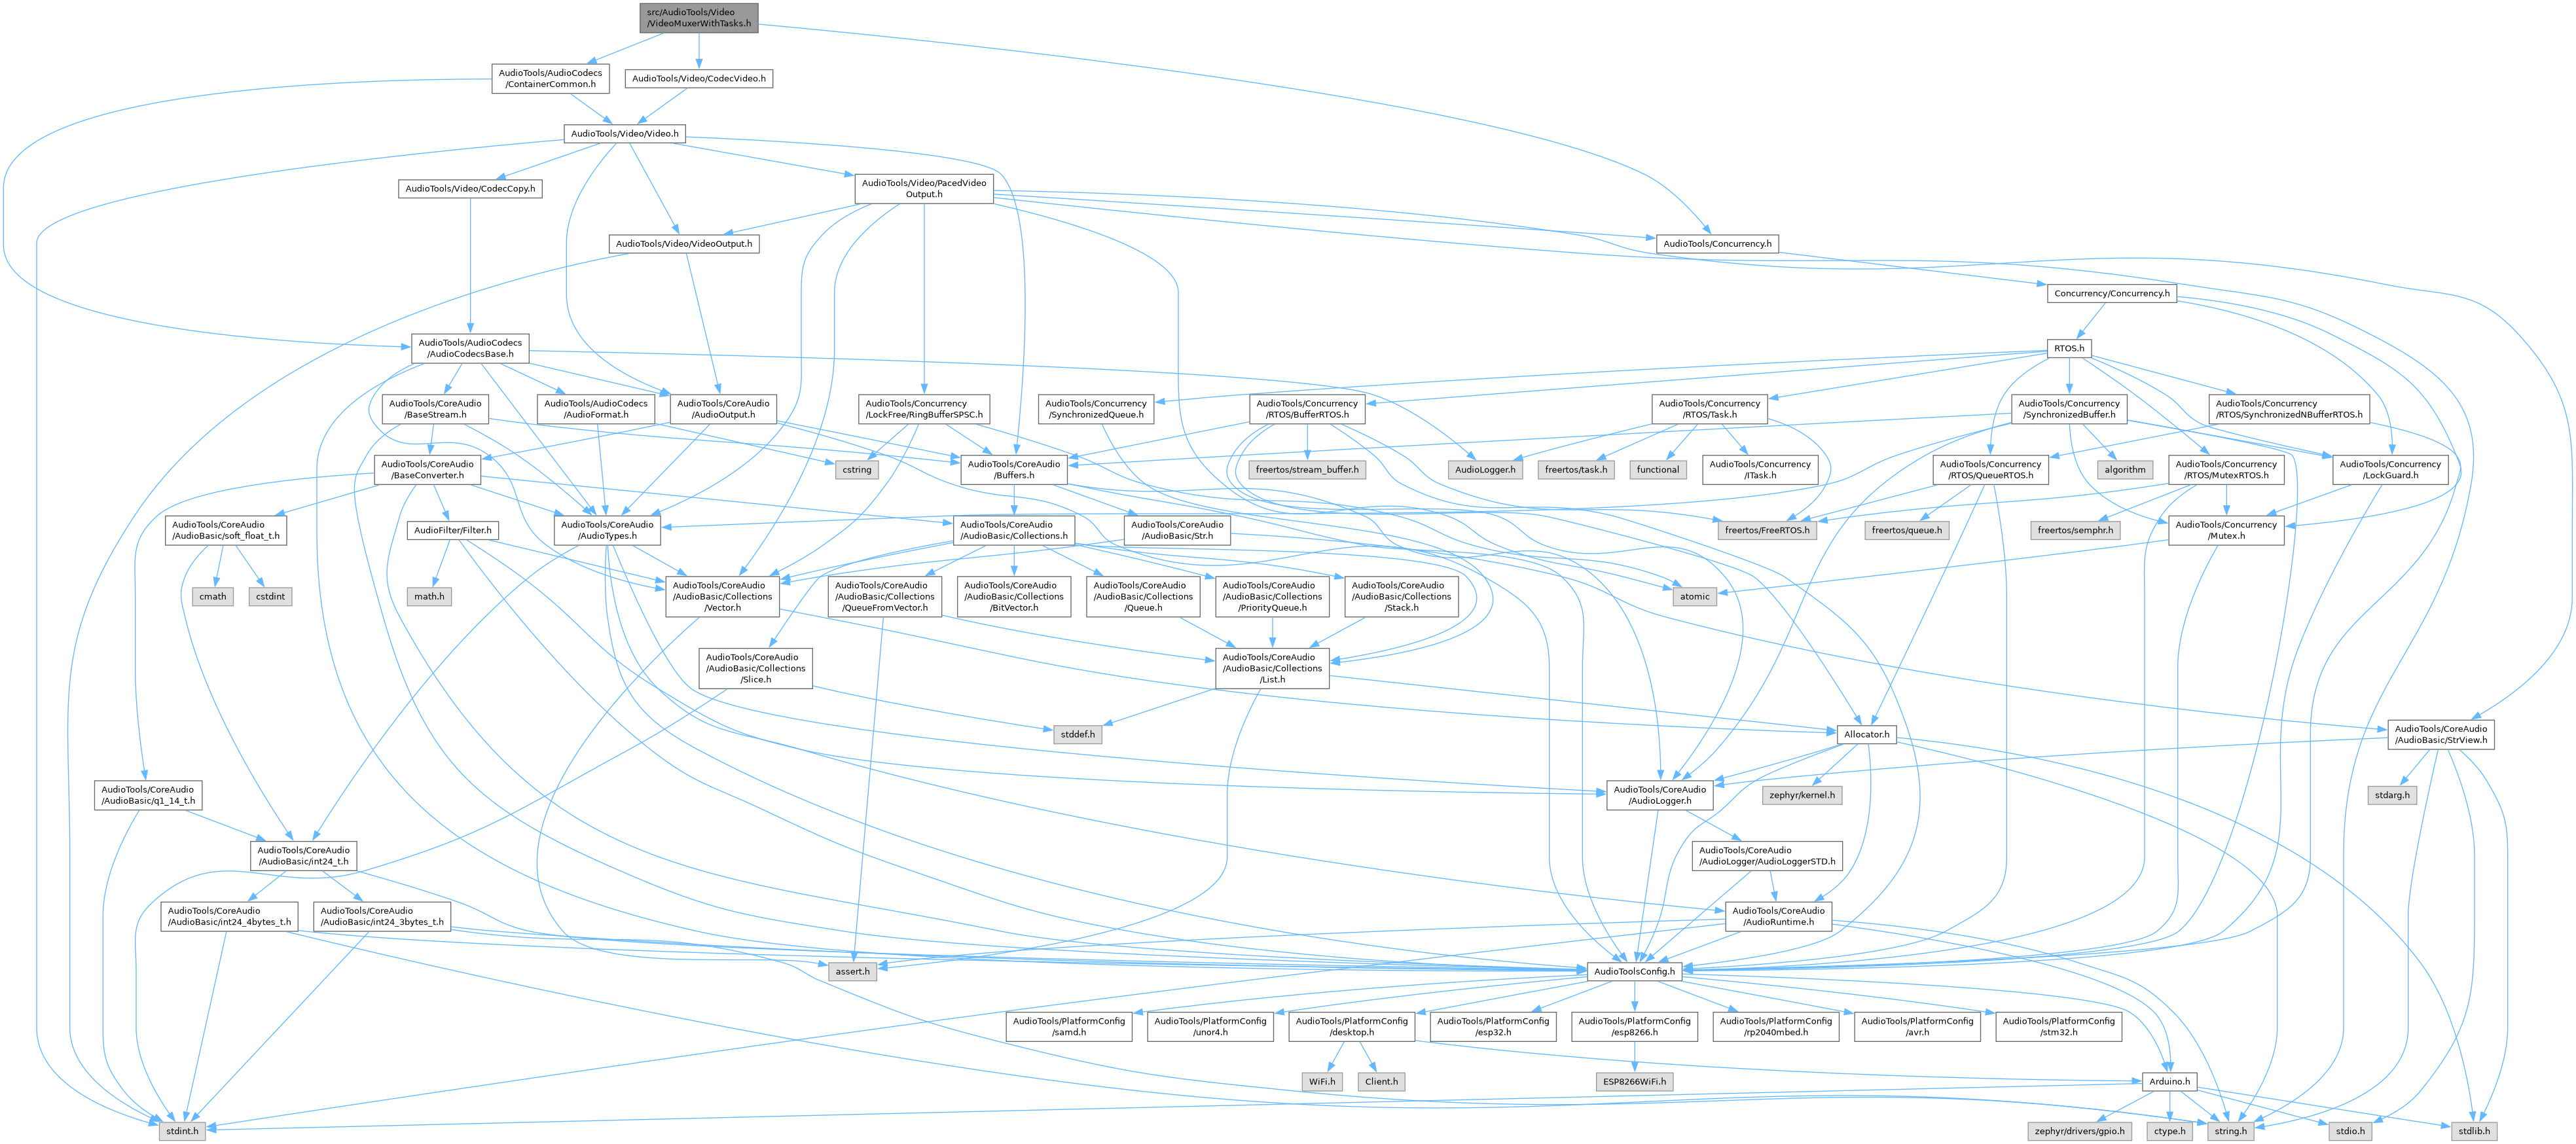 src/AudioTools/Video
/VideoMuxerWithTasks.h
AudioTools/AudioCodecs
/ContainerCommon.h
AudioTools/Video/CodecVideo.h
AudioTools/Video/Video.h
AudioTools/Video/CodecCopy.h
AudioTools/Video/PacedVideo
Output.h
AudioTools/Video/VideoOutput.h
AudioTools/Concurrency.h
Concurrency/Concurrency.h
AudioTools/AudioCodecs
/AudioCodecsBase.h
RTOS.h
AudioTools/CoreAudio
/BaseStream.h
AudioTools/AudioCodecs
/AudioFormat.h
AudioTools/CoreAudio
/AudioOutput.h
AudioTools/Concurrency
/LockFree/RingBufferSPSC.h
AudioTools/Concurrency
/SynchronizedQueue.h
AudioTools/Concurrency
/RTOS/BufferRTOS.h
AudioTools/Concurrency
/RTOS/Task.h
AudioTools/Concurrency
/SynchronizedBuffer.h
AudioTools/Concurrency
/RTOS/SynchronizedNBufferRTOS.h
AudioTools/CoreAudio
/BaseConverter.h
cstring
AudioTools/CoreAudio
/Buffers.h
freertos/stream_buffer.h
AudioLogger.h
freertos/task.h
functional
AudioTools/Concurrency
/ITask.h
AudioTools/Concurrency
/RTOS/QueueRTOS.h
algorithm
AudioTools/Concurrency
/RTOS/MutexRTOS.h
AudioTools/Concurrency
/LockGuard.h
AudioTools/CoreAudio
/AudioBasic/soft_float_t.h
AudioFilter/Filter.h
AudioTools/CoreAudio
/AudioTypes.h
AudioTools/CoreAudio
/AudioBasic/Collections.h
AudioTools/CoreAudio
/AudioBasic/Str.h
freertos/FreeRTOS.h
freertos/queue.h
freertos/semphr.h
AudioTools/Concurrency
/Mutex.h
cmath
cstdint
math.h
AudioTools/CoreAudio
/AudioBasic/Collections
/Vector.h
AudioTools/CoreAudio
/AudioBasic/Collections
/QueueFromVector.h
AudioTools/CoreAudio
/AudioBasic/Collections
/BitVector.h
AudioTools/CoreAudio
/AudioBasic/Collections
/Queue.h
AudioTools/CoreAudio
/AudioBasic/Collections
/PriorityQueue.h
AudioTools/CoreAudio
/AudioBasic/Collections
/Stack.h
atomic
AudioTools/CoreAudio
/AudioBasic/Collections
/Slice.h
AudioTools/CoreAudio
/AudioBasic/Collections
/List.h
stddef.h
Allocator.h
AudioTools/CoreAudio
/AudioBasic/StrView.h
AudioTools/CoreAudio
/AudioBasic/q1_14_t.h
AudioTools/CoreAudio
/AudioLogger.h
zephyr/kernel.h
stdarg.h
AudioTools/CoreAudio
/AudioBasic/int24_t.h
AudioTools/CoreAudio
/AudioLogger/AudioLoggerSTD.h
AudioTools/CoreAudio
/AudioBasic/int24_4bytes_t.h
AudioTools/CoreAudio
/AudioBasic/int24_3bytes_t.h
AudioTools/CoreAudio
/AudioRuntime.h
assert.h
AudioToolsConfig.h
AudioTools/PlatformConfig
/samd.h
AudioTools/PlatformConfig
/unor4.h
AudioTools/PlatformConfig
/desktop.h
AudioTools/PlatformConfig
/esp32.h
AudioTools/PlatformConfig
/esp8266.h
AudioTools/PlatformConfig
/rp2040mbed.h
AudioTools/PlatformConfig
/avr.h
AudioTools/PlatformConfig
/stm32.h
WiFi.h
Client.h
ESP8266WiFi.h
Arduino.h
stdint.h
zephyr/drivers/gpio.h
ctype.h
string.h
stdio.h
stdlib.h